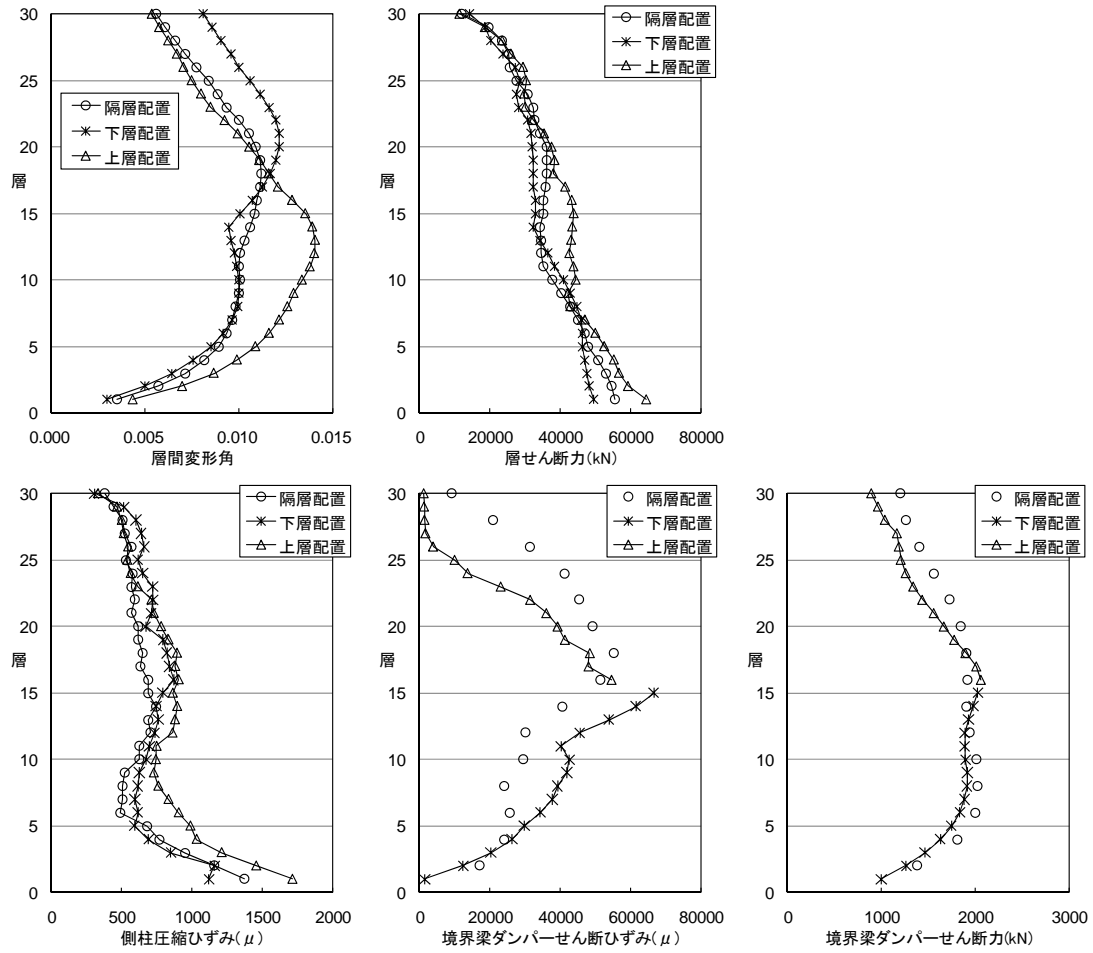 30
25
20
層
15
10
5
0
隔層配置
下層配置
上層配置
0.000 0.005 0.010 0.015
層間変形角
30
25
20
層
15
10
5
0
隔層配置
下層配置
上層配置
0 20000 40000 60000 80000
層せん断力(kN)
30
25
20
層
15
10
5
0
隔層配置
下層配置
上層配置
0 500 1000 1500 2000
側柱圧縮ひずみ(μ)
30
25
20
層
15
10
5
0
隔層配置
下層配置
上層配置
0 20000 40000 60000 80000
境界梁ダンパーせん断ひずみ(μ)
30
25
20
層
15
10
5
0
隔層配置
下層配置
上層配置
0 1000 2000 3000
境界梁ダンパーせん断力(kN)